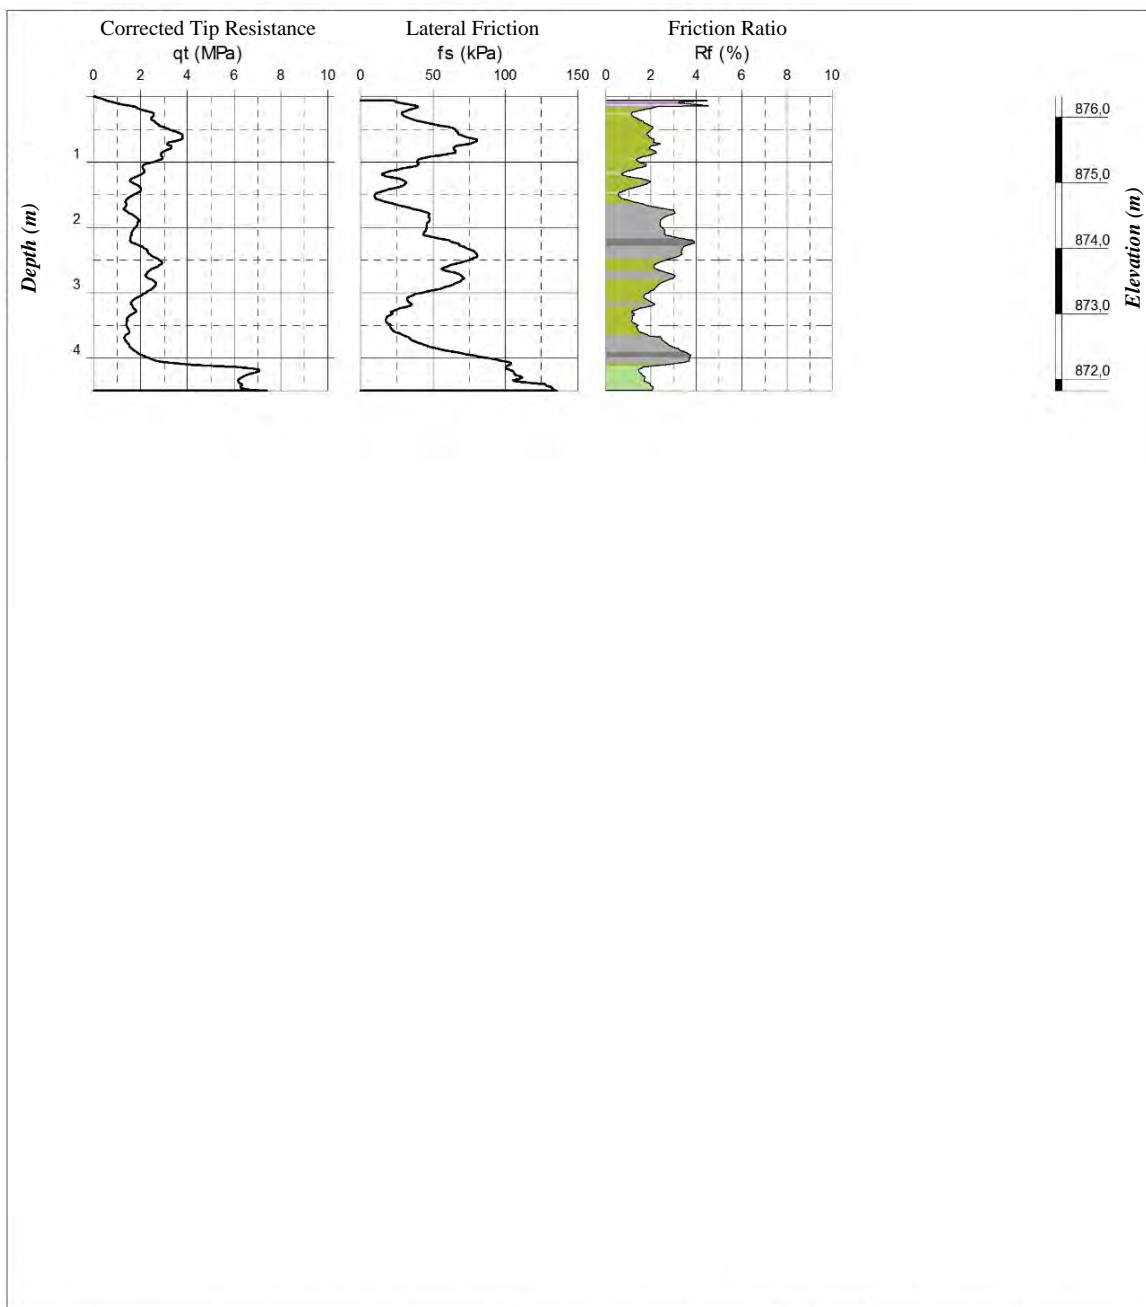 Corrected Tip Resistance Lateral Friction Friction Ratio
qt (MPa) fs (kPa) Rf (%)
0 2 4 6 8 10 0 50 100 150 0 2 4 6 8 10
876,0
1
875,0
2
874,0
3
873,0
4
872,0
Depth (m)
Elevation (m)